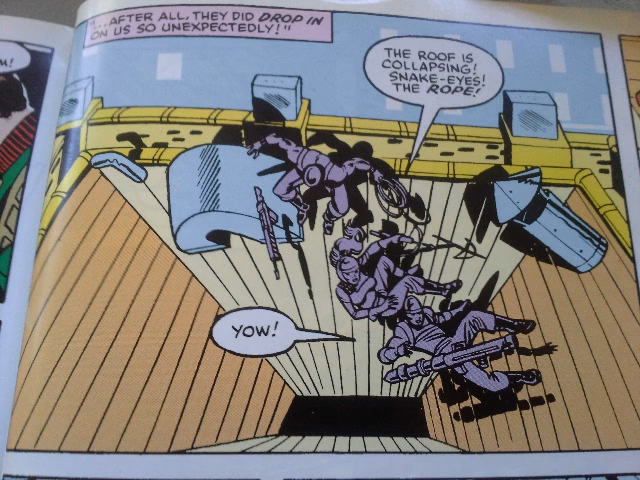 "...AFTER ALL, THEY DID DROP IN
ON US SO UNEXPECTEDLY!"
THE ROOF IS
COLLAPSING!
SNAKE-EYES!
THE ROPE!
YOW!